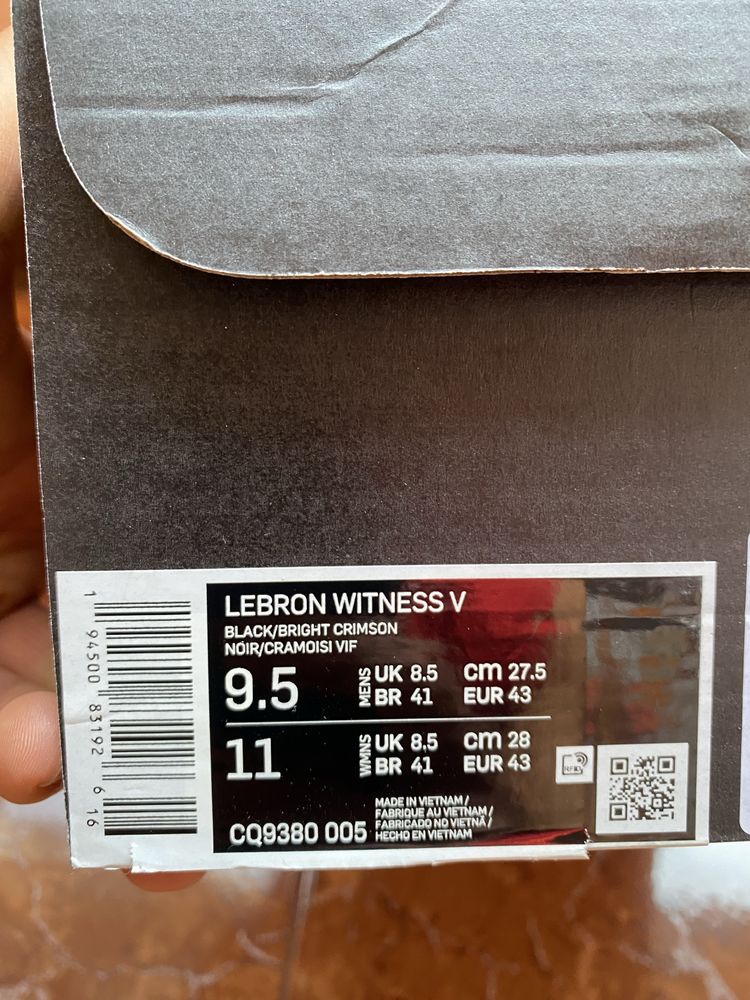 LEBRON WITNESS V
BLACK/BRIGHT CRIMSON
NOIR/CRAMOISI VIF
9.5 MENS UK 8.5 cm 27.5
BR 41 EUR 43
11 WMNS UK 8.5 cm 28
BR 41 EUR 43
RFID
CQ9380 005
MADE IN VIETNAM /
FABRIQUE AU VIETNAM /
FABRICADO NO VIETNÃ /
HECHO EN VIETNAM
1 94500 83192 6 16